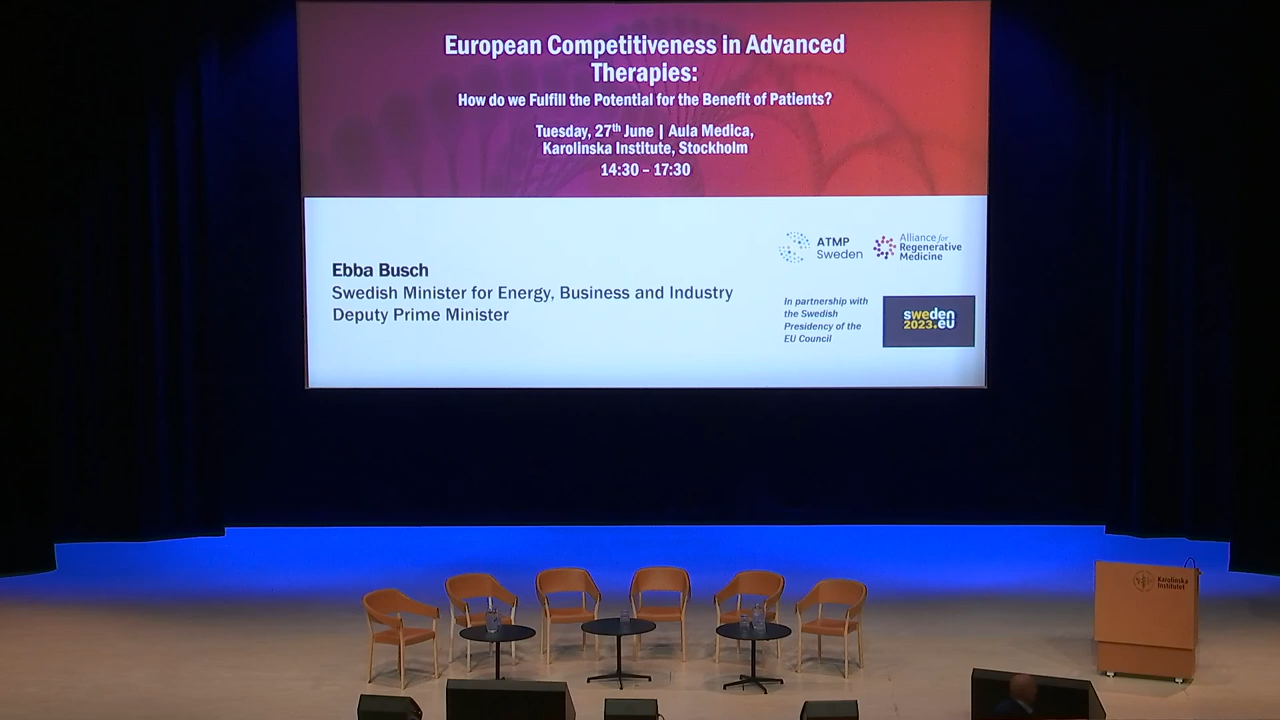 European Competitiveness in Advanced
Therapies:
How do we Fulfill the Potential for the Benefit of Patients?
Tuesday, 27th June | Aula Medica,
Karolinska Institute, Stockholm
14:30 – 17:30
Ebba Busch
Swedish Minister for Energy, Business and Industry
Deputy Prime Minister
ATMP
Sweden
Alliance for
Regenerative
Medicine
In partnership with
the Swedish
Presidency of the
EU Council
sweden
2023.eu
Karolinska
Institutet